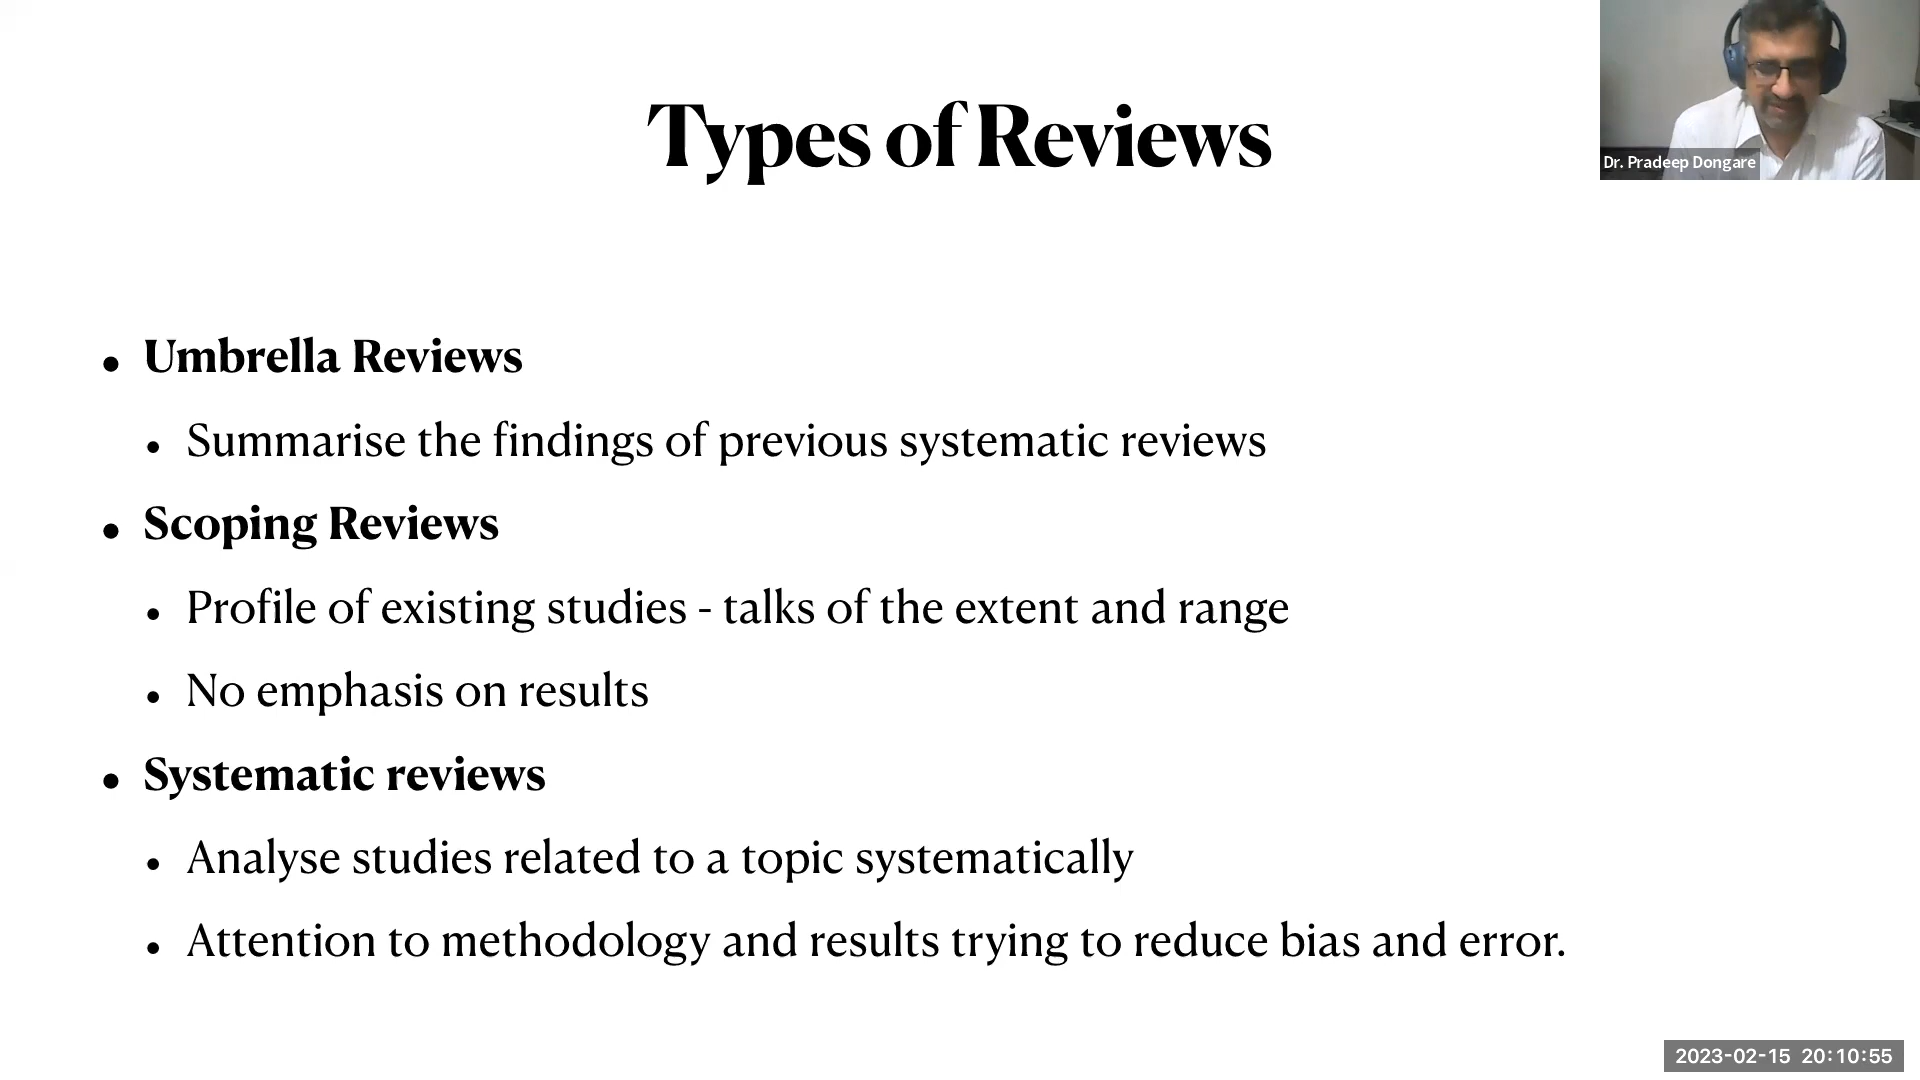 Types of Reviews
Dr. Pradeep Dongare
• Umbrella Reviews
• Summarise the findings of previous systematic reviews
• Scoping Reviews
• Profile of existing studies - talks of the extent and range
• No emphasis on results
• Systematic reviews
• Analyse studies related to a topic systematically
• Attention to methodology and results trying to reduce bias and error.
2023-02-15 20:10:55